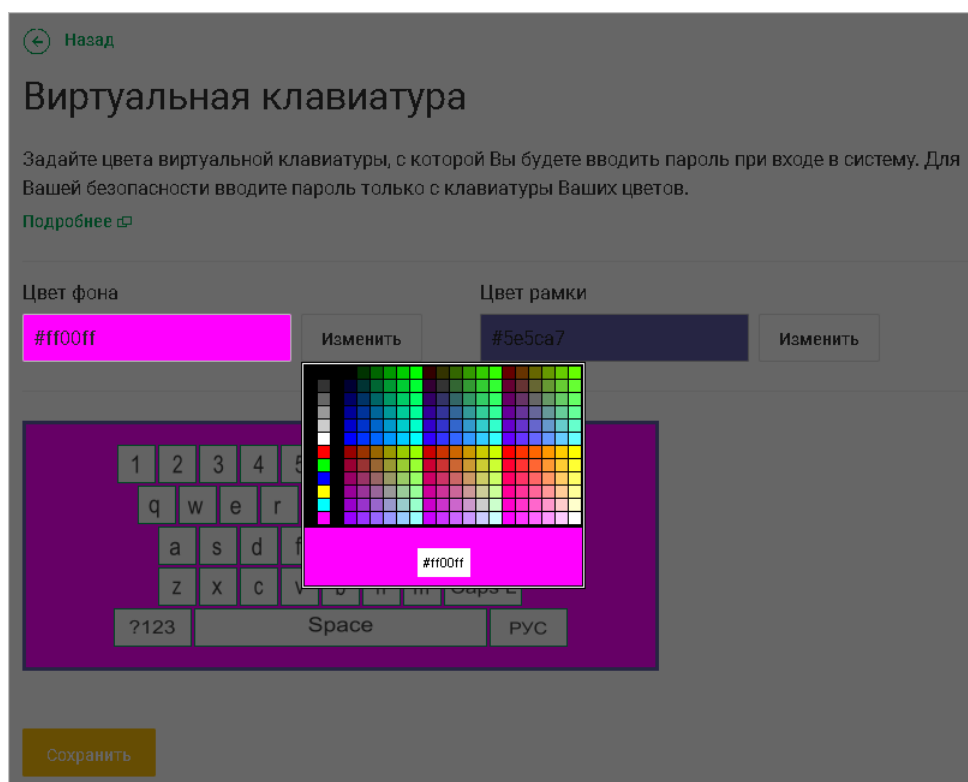 Назад
Виртуальная клавиатура
Задайте цвета виртуальной клавиатуры, с которой Вы будете вводить пароль при входе в систему. Для
Вашей безопасности вводите пароль только с клавиатуры Ваших цветов.
Подробнее
Цвет фона Цвет рамки
#ff00ff Изменить #5e5ca7 Изменить
1 2 3 4 5
q w e r
a s d f
#ff00ff
z x c v b n m Caps L
?123 Space РУС
Сохранить